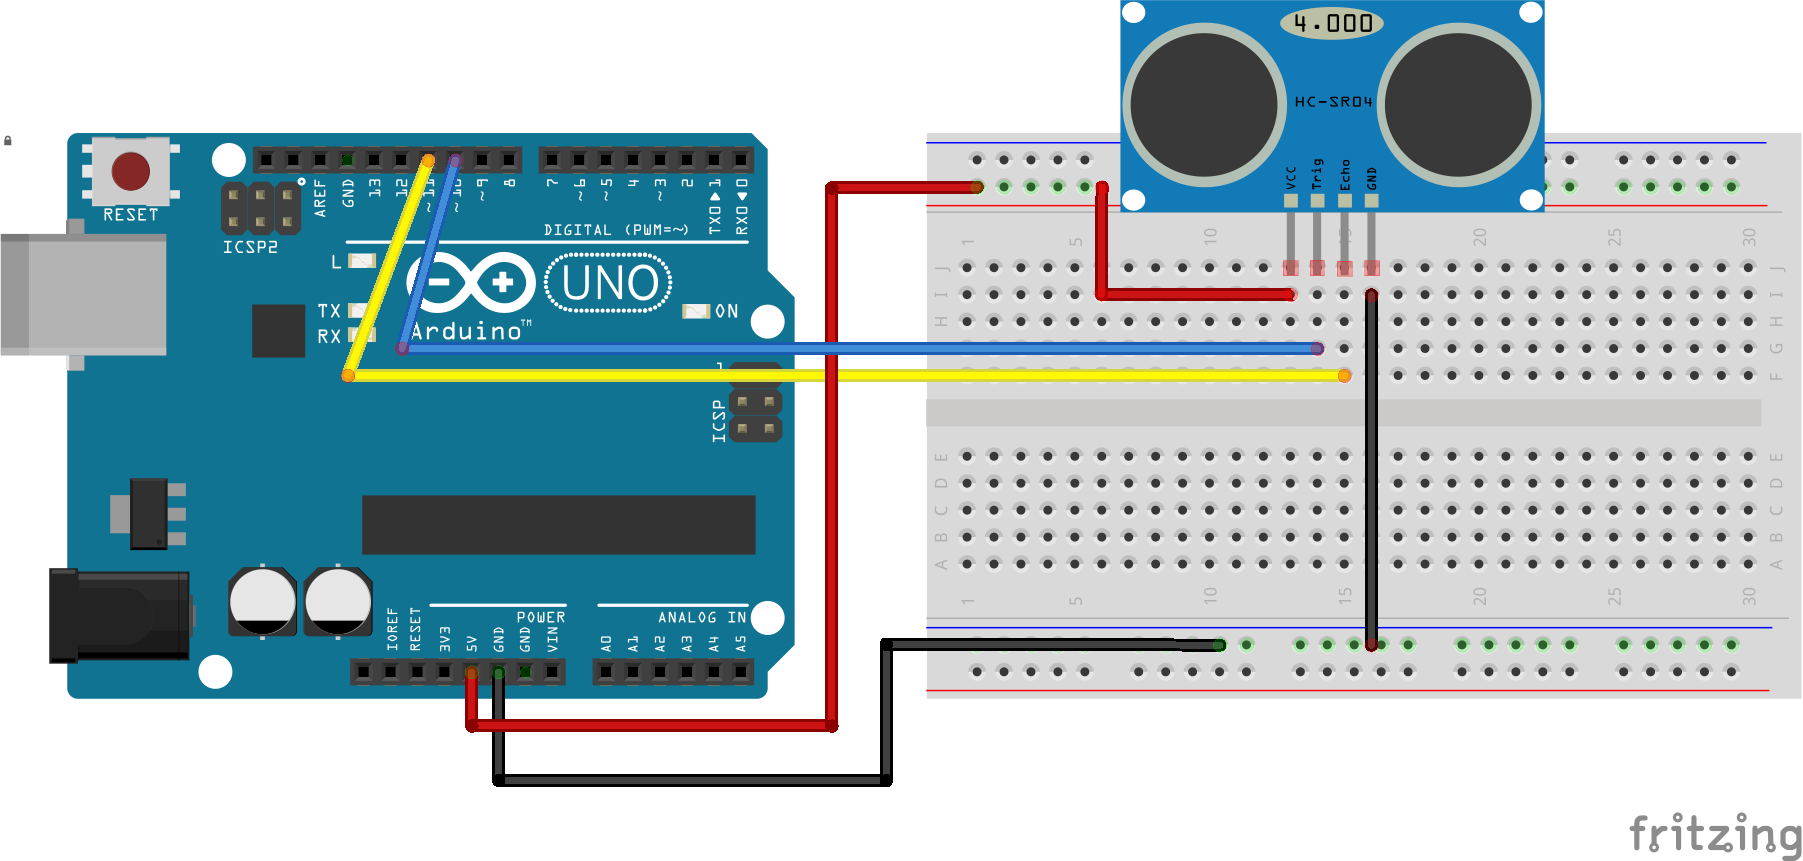 4.000
HC-SR04
VCC
Trig
Echo
GND
RESET
ICSP2
AREF
GND
13
12
~11
~10
~9
8
7
~6
~5
4
~3
2
TX0▶1
RX0◀0
DIGITAL (PWM=~)
L
TX
RX
UNO
ON
Arduino™
1
ICSP
IOREF
RESET
3V3
5V
GND
GND
VIN
POWER
ANALOG IN
A0
A1
A2
A3
A4
A5
1 5 10 15 20 25 30
J J
I I
H H
G G
F F
E E
D D
C C
B B
A A
1 5 10 15 20 25 30
fritzing